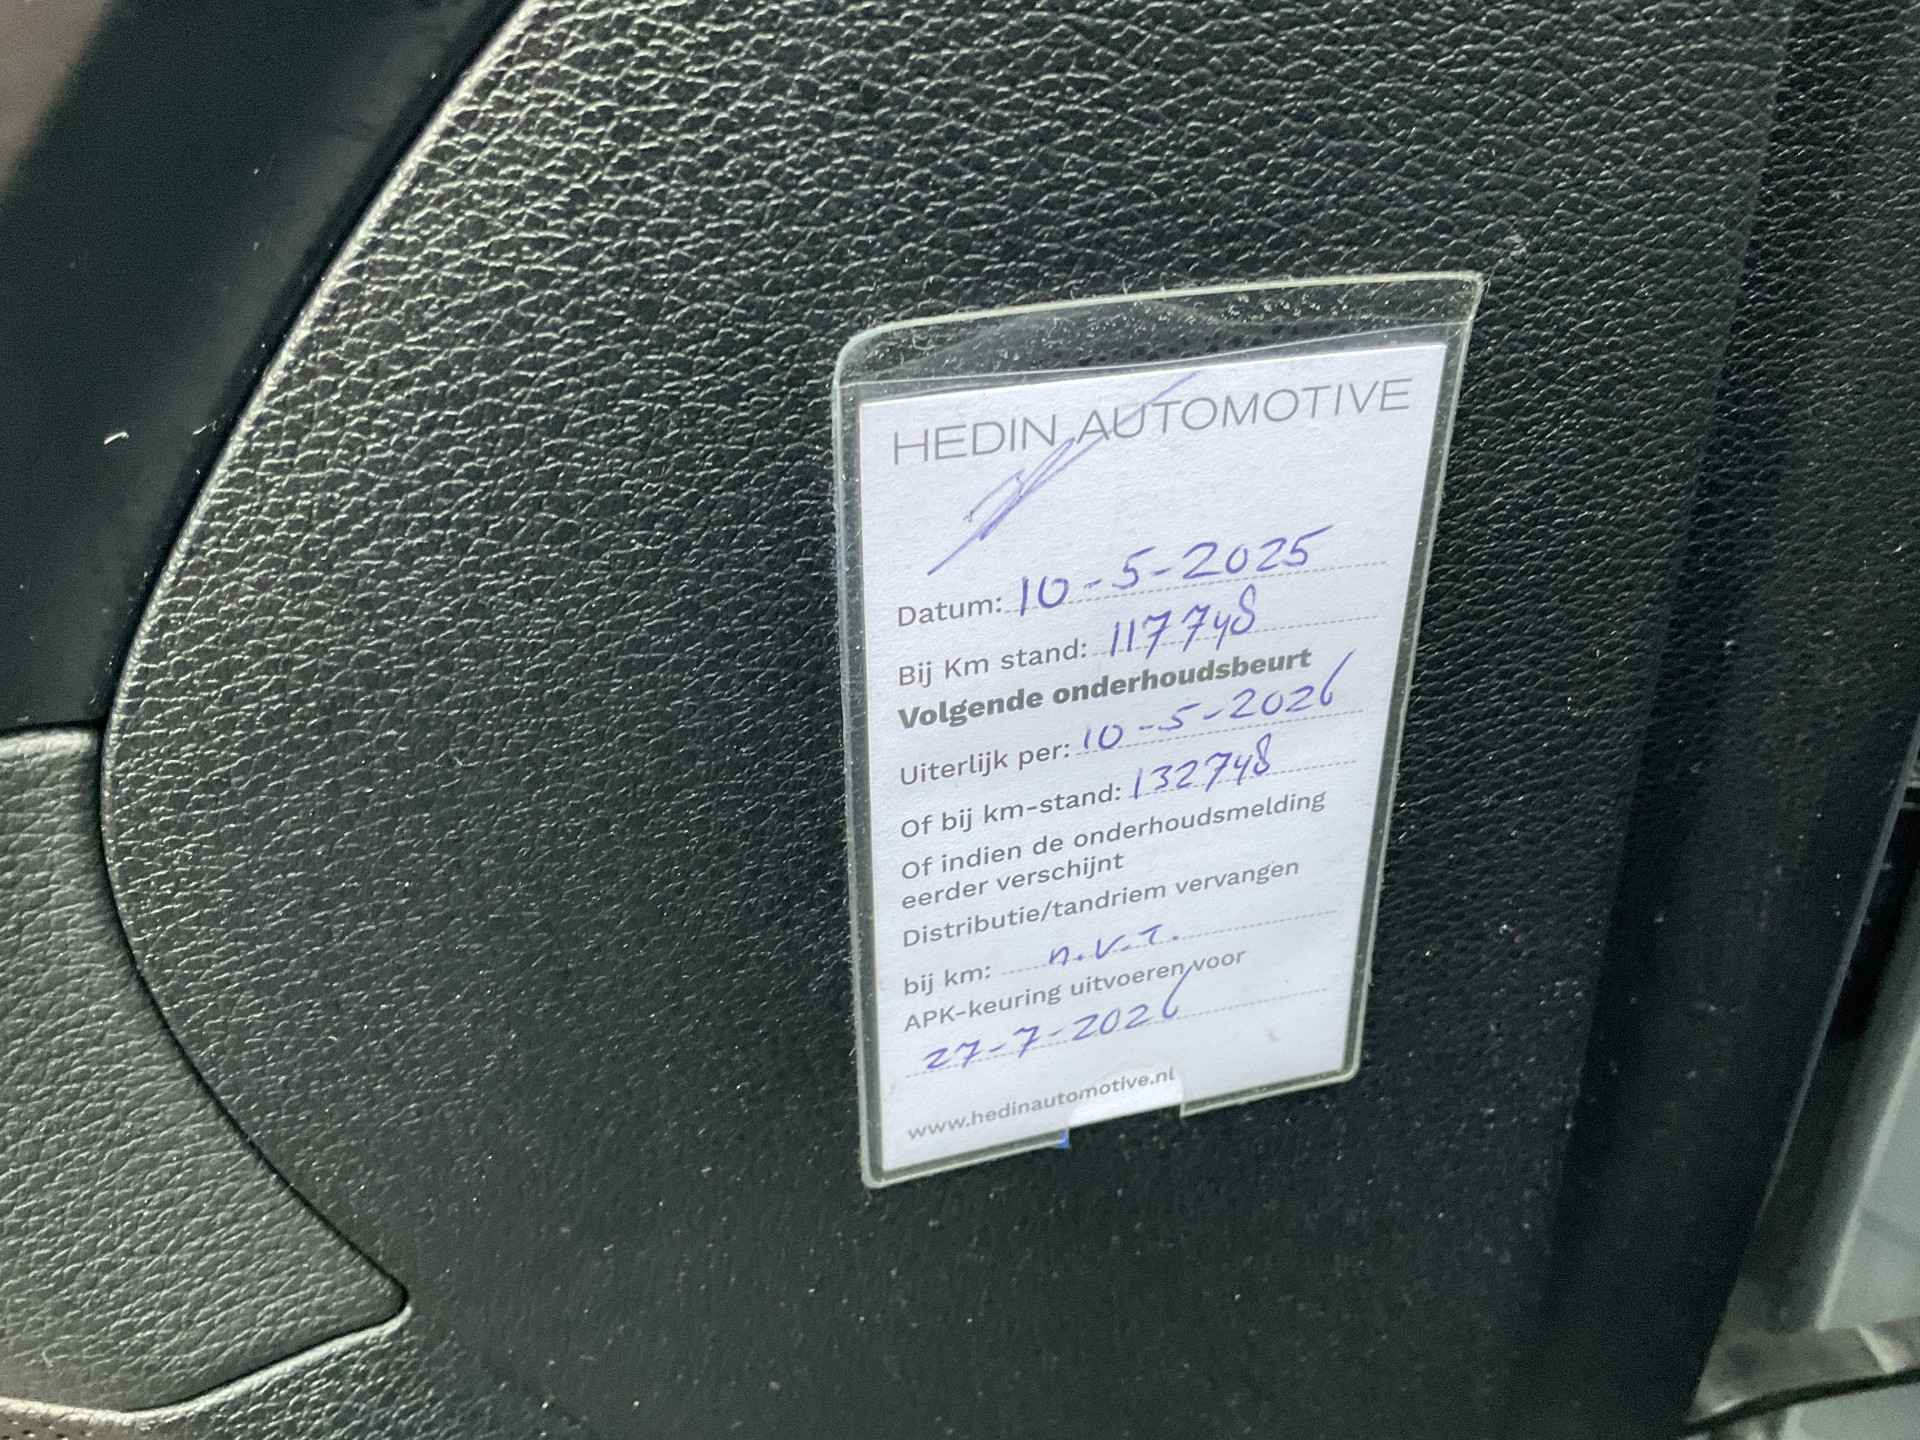 HEDIN AUTOMOTIVE
Datum: 10-5-2025
Bij Km stand: 117748
Volgende onderhoudsbeurt
Uiterlijk per: 10-5-2026
Of bij km-stand: 132748
Of indien de onderhoudsmelding
eerder verschijnt
Distributie/tandriem vervangen
bij km: n.v.t.
APK-keuring uitvoeren voor
27-7-2026
www.hedinautomotive.nl